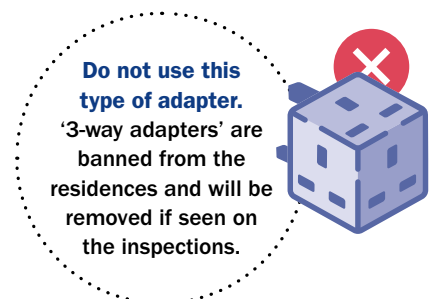 Do not use this
type of adapter.
‘3-way adapters’ are
banned from the
residences and will be
removed if seen on
the inspections.